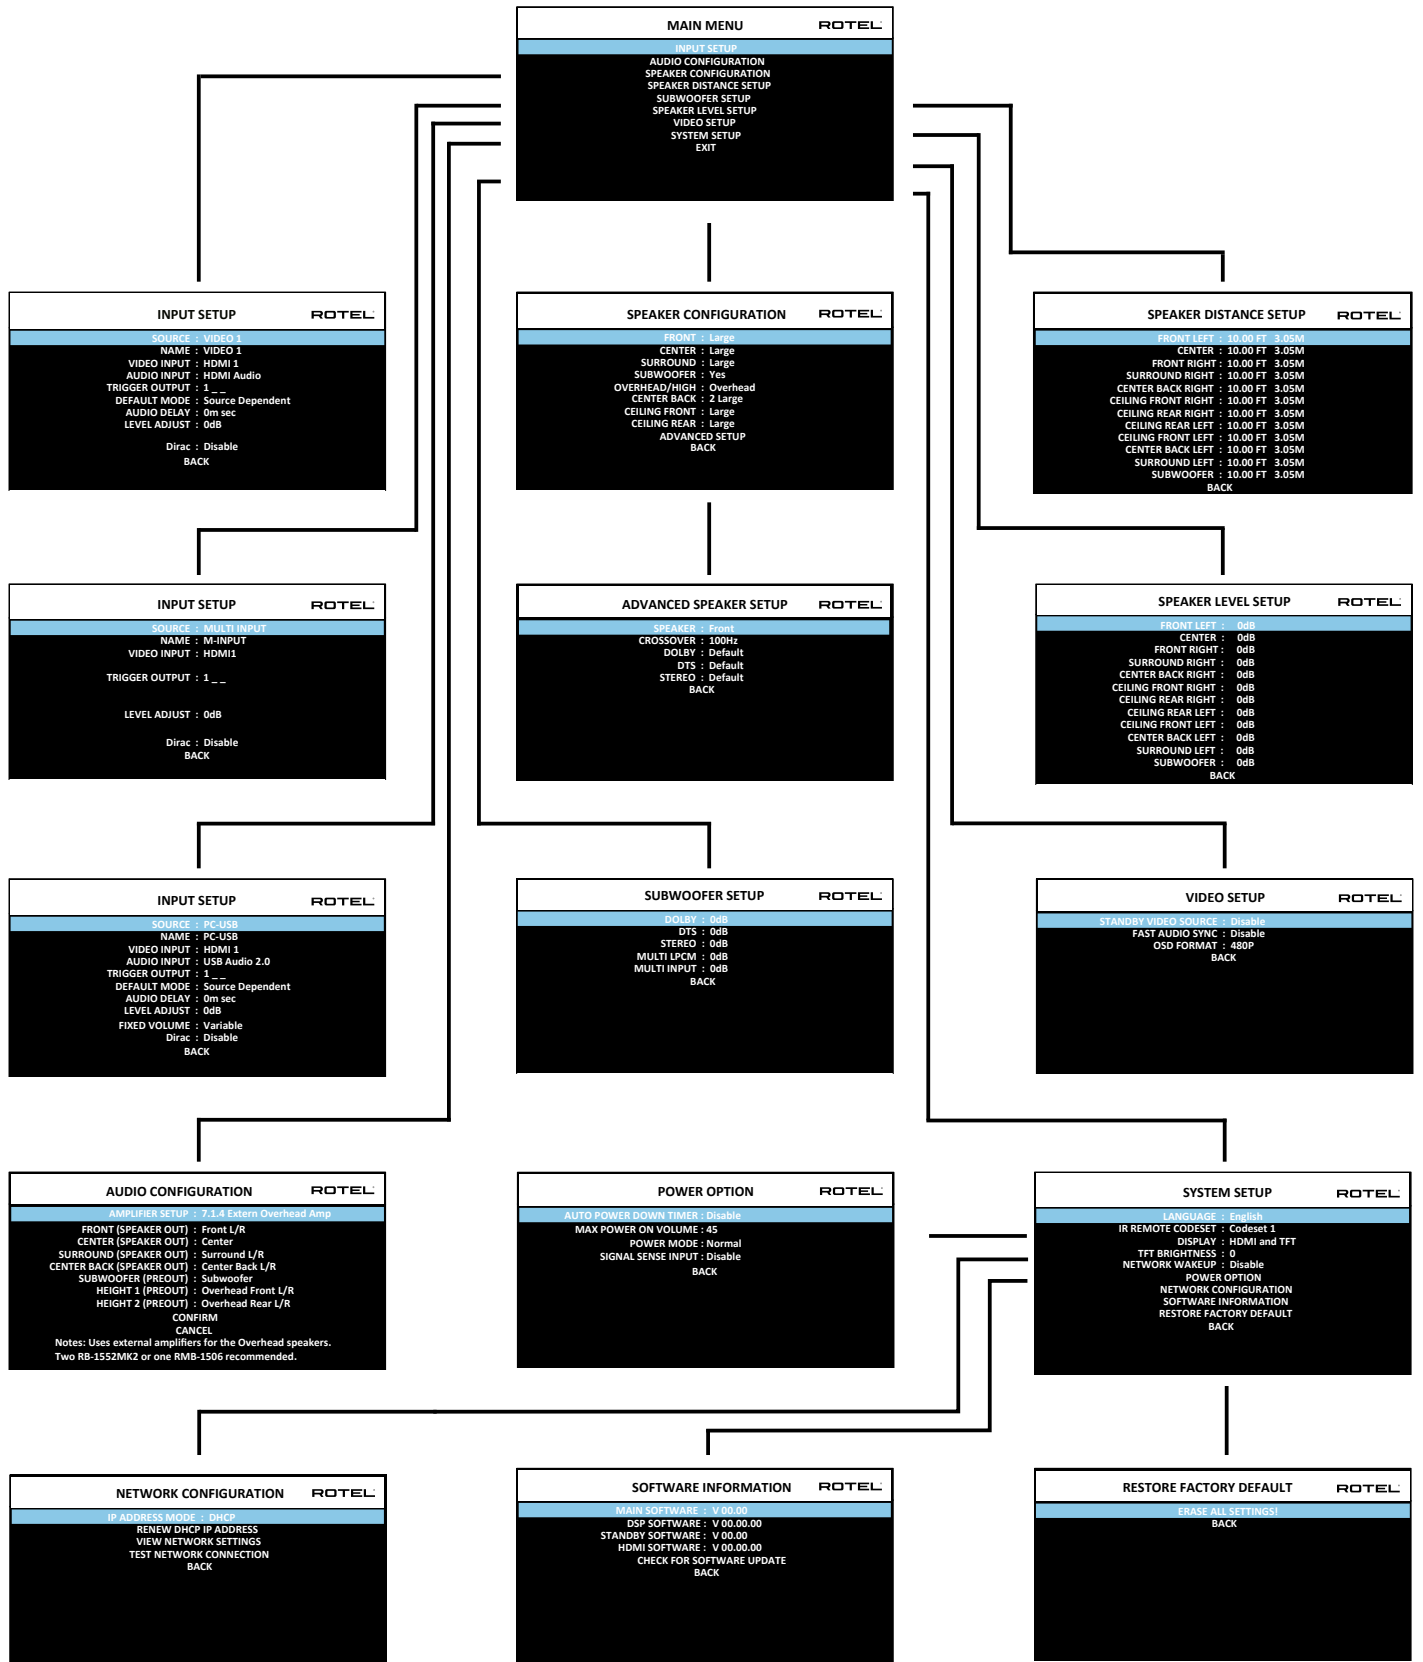 MAIN MENU ROTEL
INPUT SETUP
AUDIO CONFIGURATION
SPEAKER CONFIGURATION
SPEAKER DISTANCE SETUP
SUBWOOFER SETUP
SPEAKER LEVEL SETUP
VIDEO SETUP
SYSTEM SETUP
EXIT
INPUT SETUP ROTEL
SOURCE : VIDEO 1
NAME : VIDEO 1
VIDEO INPUT : HDMI 1
AUDIO INPUT : HDMI Audio
TRIGGER OUTPUT : 1 _ _
DEFAULT MODE : Source Dependent
AUDIO DELAY : 0m sec
LEVEL ADJUST : 0dB
Dirac : Disable
BACK
SPEAKER CONFIGURATION ROTEL
FRONT : Large
CENTER : Large
SURROUND : Large
SUBWOOFER : Yes
OVERHEAD/HIGH : Overhead
CENTER BACK : 2 Large
CEILING FRONT : Large
CEILING REAR : Large
ADVANCED SETUP
BACK
SPEAKER DISTANCE SETUP ROTEL
FRONT LEFT : 10.00 FT 3.05M
CENTER : 10.00 FT 3.05M
FRONT RIGHT : 10.00 FT 3.05M
SURROUND RIGHT : 10.00 FT 3.05M
CENTER BACK RIGHT : 10.00 FT 3.05M
CEILING FRONT RIGHT : 10.00 FT 3.05M
CEILING REAR RIGHT : 10.00 FT 3.05M
CEILING REAR LEFT : 10.00 FT 3.05M
CEILING FRONT LEFT : 10.00 FT 3.05M
CENTER BACK LEFT : 10.00 FT 3.05M
SURROUND LEFT : 10.00 FT 3.05M
SUBWOOFER : 10.00 FT 3.05M
BACK
INPUT SETUP ROTEL
SOURCE : MULTI INPUT
NAME : M-INPUT
VIDEO INPUT : HDMI1
TRIGGER OUTPUT : 1 _ _
LEVEL ADJUST : 0dB
Dirac : Disable
BACK
ADVANCED SPEAKER SETUP ROTEL
SPEAKER : Front
CROSSOVER : 100Hz
DOLBY : Default
DTS : Default
STEREO : Default
BACK
SPEAKER LEVEL SETUP ROTEL
FRONT LEFT : 0dB
CENTER : 0dB
FRONT RIGHT : 0dB
SURROUND RIGHT : 0dB
CENTER BACK RIGHT : 0dB
CEILING FRONT RIGHT : 0dB
CEILING REAR RIGHT : 0dB
CEILING REAR LEFT : 0dB
CEILING FRONT LEFT : 0dB
CENTER BACK LEFT : 0dB
SURROUND LEFT : 0dB
SUBWOOFER : 0dB
BACK
INPUT SETUP ROTEL
SOURCE : PC-USB
NAME : PC-USB
VIDEO INPUT : HDMI 1
AUDIO INPUT : USB Audio 2.0
TRIGGER OUTPUT : 1 _ _
DEFAULT MODE : Source Dependent
AUDIO DELAY : 0m sec
LEVEL ADJUST : 0dB
FIXED VOLUME : Variable
Dirac : Disable
BACK
SUBWOOFER SETUP ROTEL
DOLBY : 0dB
DTS : 0dB
STEREO : 0dB
MULTI LPCM : 0dB
MULTI INPUT : 0dB
BACK
VIDEO SETUP ROTEL
STANDBY VIDEO SOURCE : Disable
FAST AUDIO SYNC : Disable
OSD FORMAT : 480P
BACK
AUDIO CONFIGURATION ROTEL
AMPLIFIER SETUP : 7.1.4 Extern Overhead Amp
FRONT (SPEAKER OUT) : Front L/R
CENTER (SPEAKER OUT) : Center
SURROUND (SPEAKER OUT) : Surround L/R
CENTER BACK (SPEAKER OUT) : Center Back L/R
SUBWOOFER (PREOUT) : Subwoofer
HEIGHT 1 (PREOUT) : Overhead Front L/R
HEIGHT 2 (PREOUT) : Overhead Rear L/R
CONFIRM
CANCEL
Notes: Uses external amplifiers for the Overhead speakers.
Two RB-1552MK2 or one RMB-1506 recommended.
POWER OPTION ROTEL
AUTO POWER DOWN TIMER : Disable
MAX POWER ON VOLUME : 45
POWER MODE : Normal
SIGNAL SENSE INPUT : Disable
BACK
SYSTEM SETUP ROTEL
LANGUAGE : English
IR REMOTE CODESET : Codeset 1
DISPLAY : HDMI and TFT
TFT BRIGHTNESS : 0
NETWORK WAKEUP : Disable
POWER OPTION
NETWORK CONFIGURATION
SOFTWARE INFORMATION
RESTORE FACTORY DEFAULT
BACK
NETWORK CONFIGURATION ROTEL
IP ADDRESS MODE : DHCP
RENEW DHCP IP ADDRESS
VIEW NETWORK SETTINGS
TEST NETWORK CONNECTION
BACK
SOFTWARE INFORMATION ROTEL
MAIN SOFTWARE : V 00.00
DSP SOFTWARE : V 00.00.00
STANDBY SOFTWARE : V 00.00
HDMI SOFTWARE : V 00.00.00
CHECK FOR SOFTWARE UPDATE
BACK
RESTORE FACTORY DEFAULT ROTEL
ERASE ALL SETTINGS!
BACK